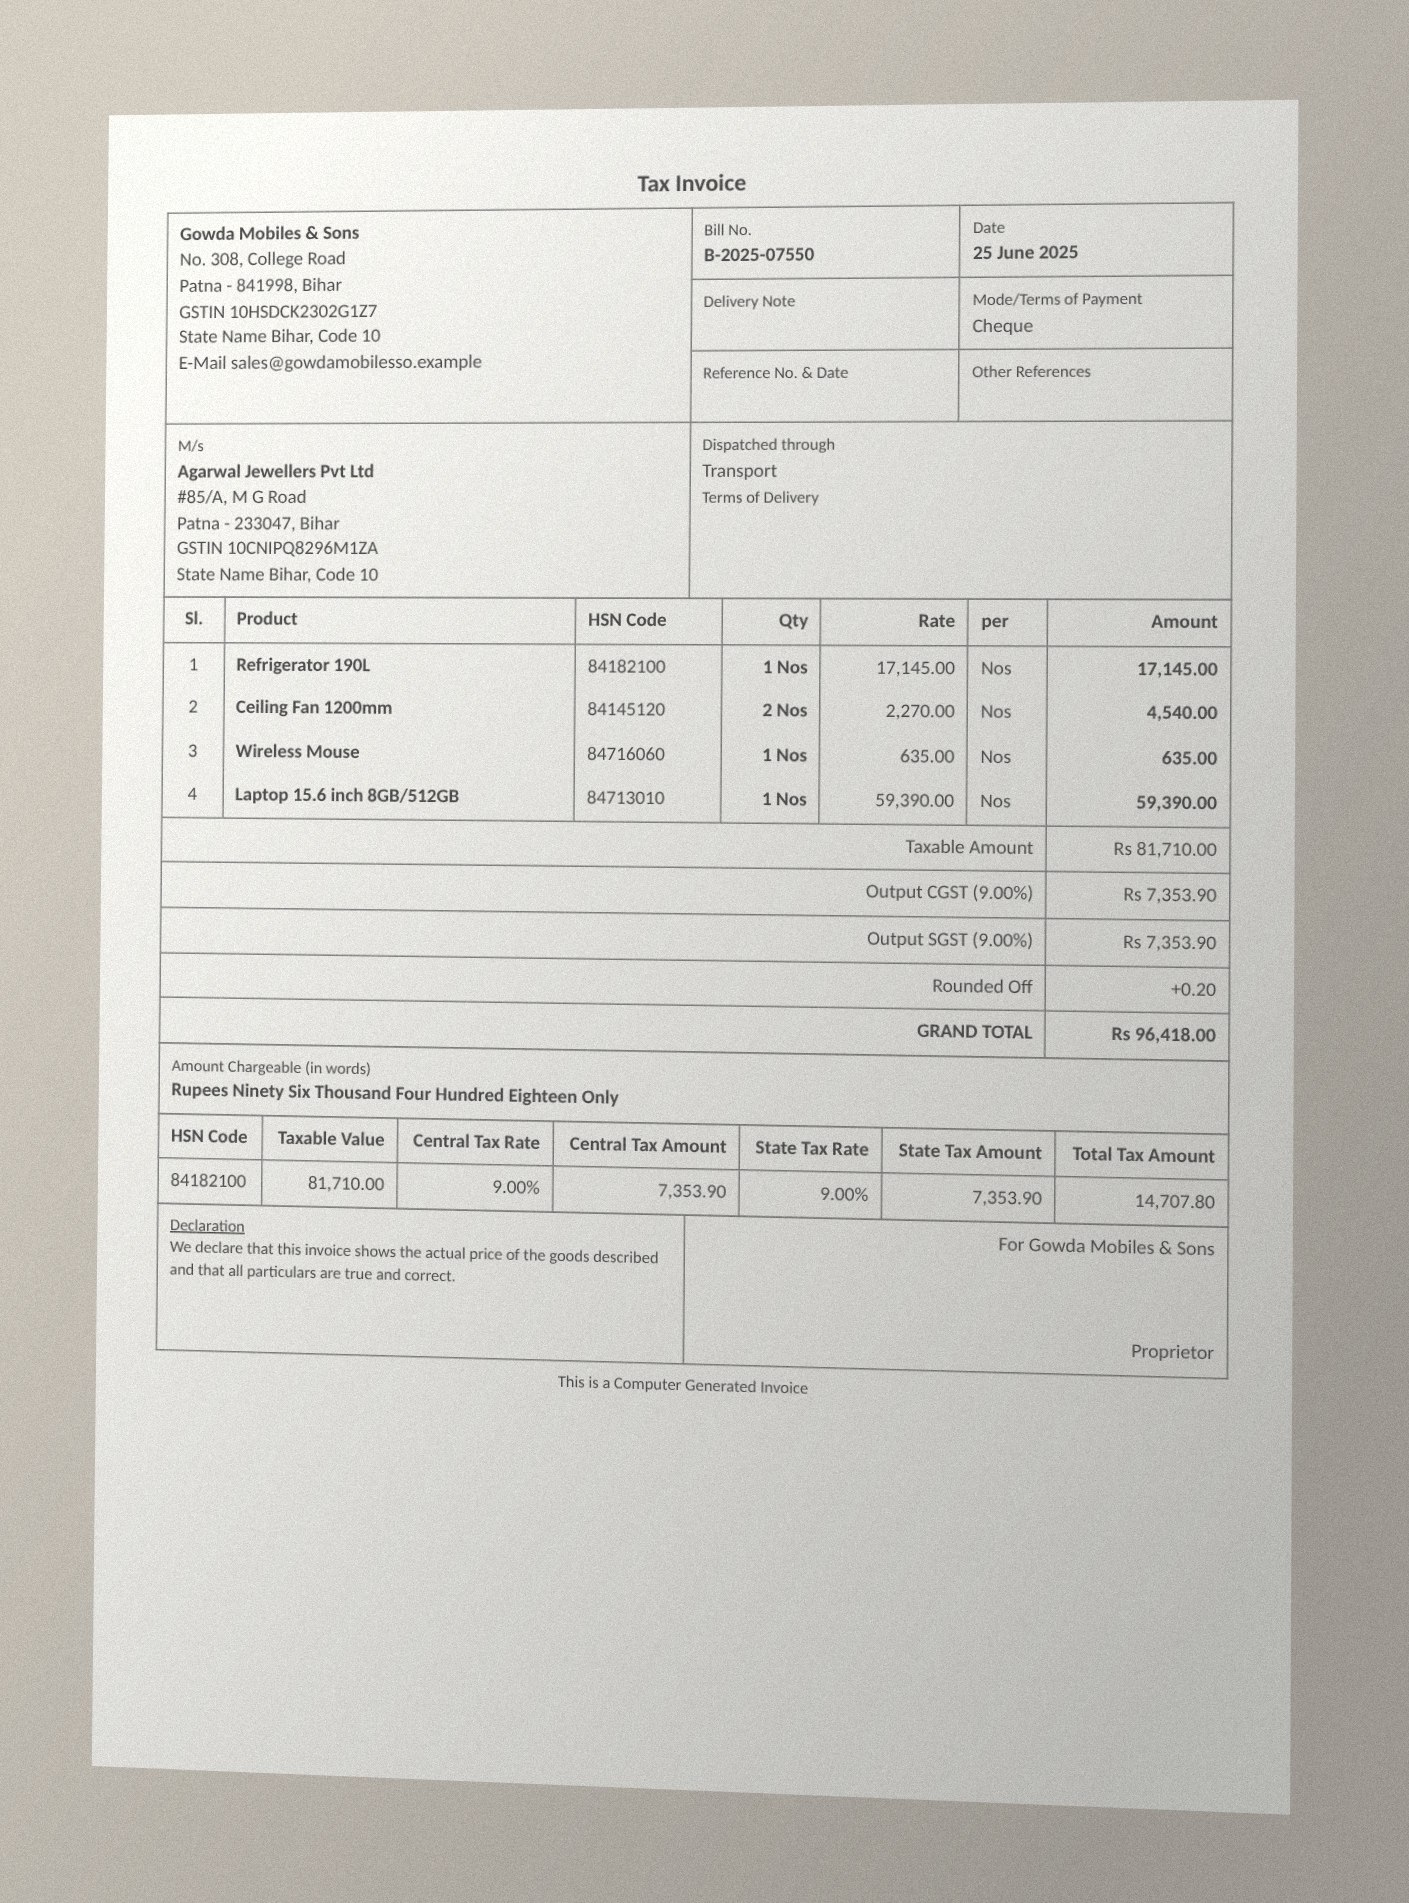 Tax Invoice
Gowda Mobiles & Sons
No. 308, College Road
Patna - 841998, Bihar
GSTIN 10HSDCK2302G1Z7
State Name Bihar, Code 10
E-Mail sales@gowdamobilesso.example
Bill No.
B-2025-07550
Date
25 June 2025
Delivery Note
Mode/Terms of Payment
Cheque
Reference No. & Date
Other References
M/s
Agarwal Jewellers Pvt Ltd
#85/A, M G Road
Patna - 233047, Bihar
GSTIN 10CNIPQ8296M1ZA
State Name Bihar, Code 10
Dispatched through
Transport
Terms of Delivery
Sl. Product HSN Code Qty Rate per Amount
1 Refrigerator 190L 84182100 1 Nos 17,145.00 Nos 17,145.00
2 Ceiling Fan 1200mm 84145120 2 Nos 2,270.00 Nos 4,540.00
3 Wireless Mouse 84716060 1 Nos 635.00 Nos 635.00
4 Laptop 15.6 inch 8GB/512GB 84713010 1 Nos 59,390.00 Nos 59,390.00
Taxable Amount Rs 81,710.00
Output CGST (9.00%) Rs 7,353.90
Output SGST (9.00%) Rs 7,353.90
Rounded Off +0.20
GRAND TOTAL Rs 96,418.00
Amount Chargeable (in words)
Rupees Ninety Six Thousand Four Hundred Eighteen Only
HSN Code Taxable Value Central Tax Rate Central Tax Amount State Tax Rate State Tax Amount Total Tax Amount
84182100 81,710.00 9.00% 7,353.90 9.00% 7,353.90 14,707.80
Declaration
We declare that this invoice shows the actual price of the goods described
and that all particulars are true and correct.
For Gowda Mobiles & Sons
Proprietor
This is a Computer Generated Invoice